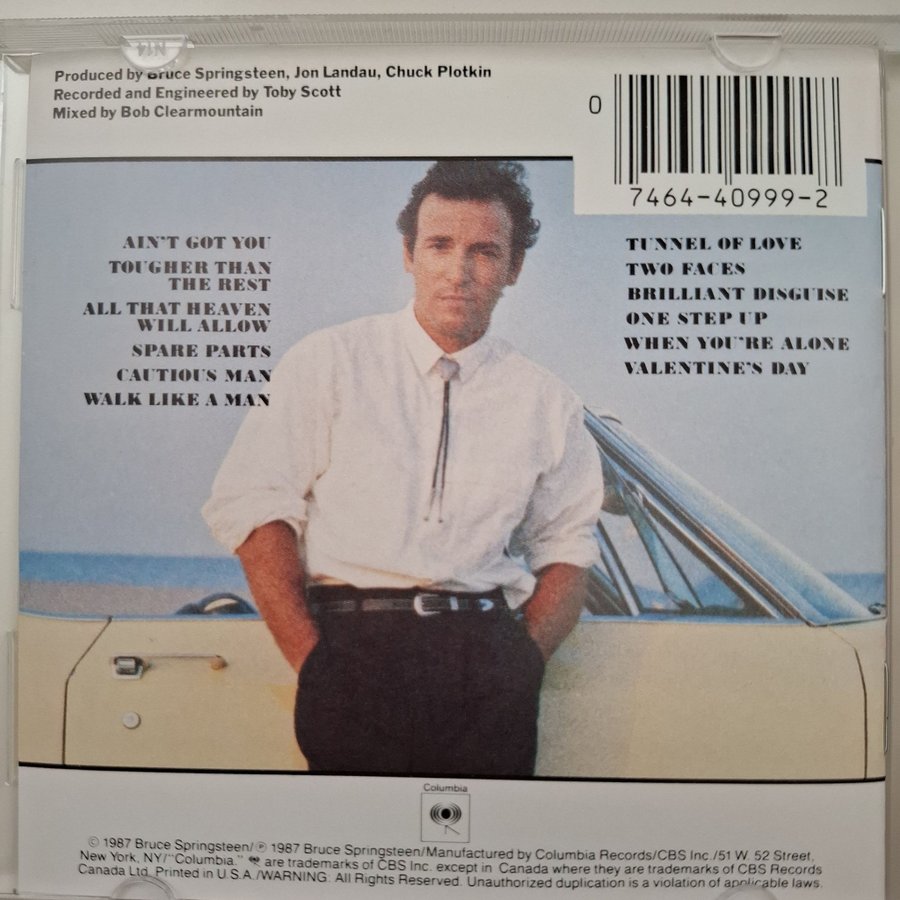 Produced by Bruce Springsteen, Jon Landau, Chuck Plotkin
Recorded and Engineered by Toby Scott
Mixed by Bob Clearmountain
0
7464-40999-2
AIN'T GOT YOU
TOUGHER THAN
THE REST
ALL THAT HEAVEN
WILL ALLOW
SPARE PARTS
CAUTIOUS MAN
WALK LIKE A MAN
TUNNEL OF LOVE
TWO FACES
BRILLIANT DISGUISE
ONE STEP UP
WHEN YOU'RE ALONE
VALENTINE'S DAY
Columbia
© 1987 Bruce Springsteen/℗ 1987 Bruce Springsteen/Manufactured by Columbia Records/CBS Inc./51 W. 52 Street,
New York, NY/"Columbia." are trademarks of CBS Inc. except in Canada where they are trademarks of CBS Records
Canada Ltd. Printed in U.S.A./WARNING: All Rights Reserved. Unauthorized duplication is a violation of applicable laws.